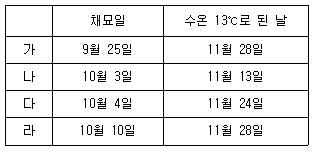 채묘일 수온 13℃로 된 날
가 9월 25일 11월 28일
나 10월 3일 11월 13일
다 10월 4일 11월 24일
라 10월 10일 11월 28일